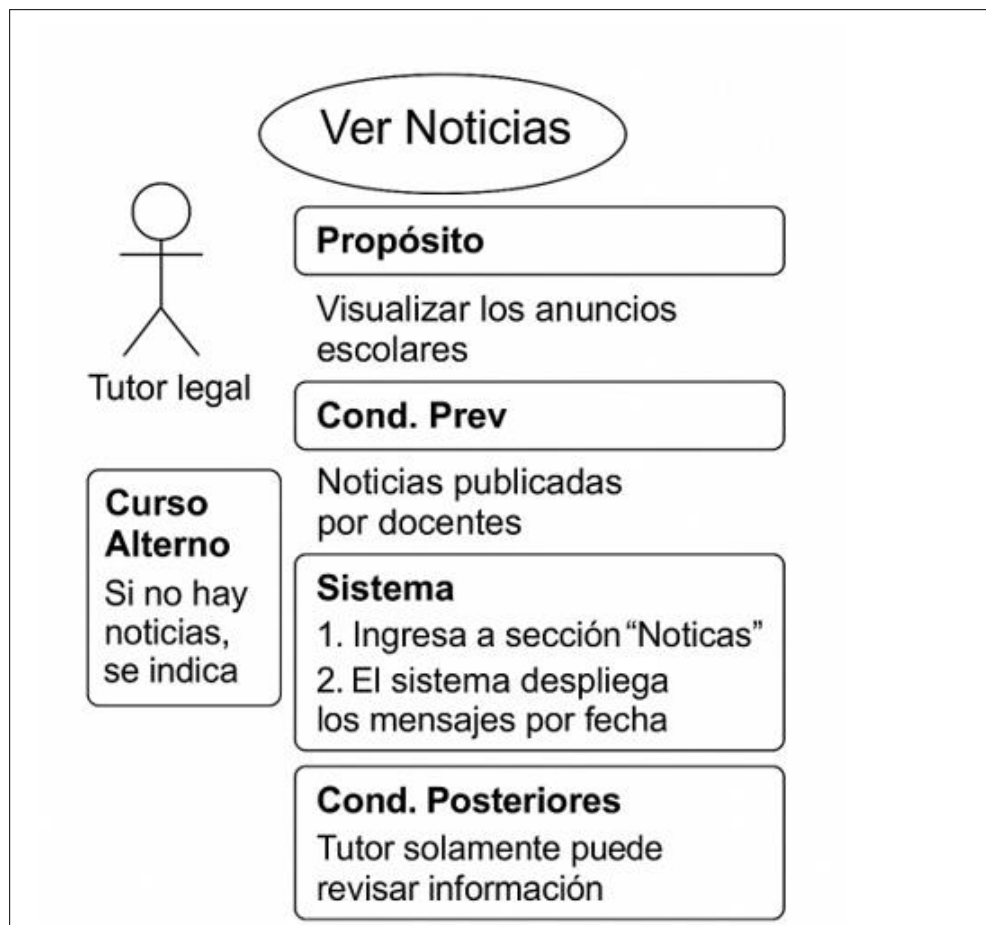 Ver Noticias
Propósito
Visualizar los anuncios
escolares
Tutor legal
Cond. Prev
Noticias publicadas
por docentes
Curso
Alterno
Si no hay
noticias,
se indica
Sistema
1. Ingresa a sección “Noticas”
2. El sistema despliega
los mensajes por fecha
Cond. Posteriores
Tutor solamente puede
revisar información